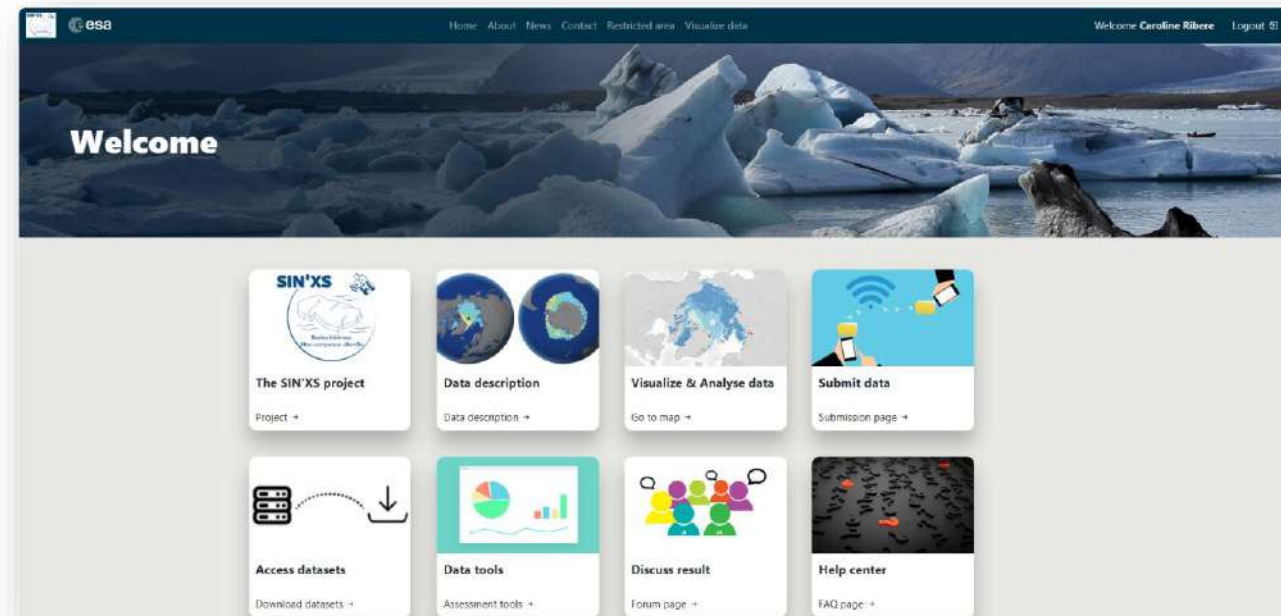 esa
Home About News Contact Restricted area Visualize data
Welcome Caroline Ribere Logout
Welcome
SIN'XS
The SIN'XS project
Project →
Data description
Data description →
Visualize & Analyse data
Go to map →
Submit data
Submission page →
Access datasets
Download datasets →
Data tools
Assessment tools →
Discuss result
Forum page →
Help center
FAQ page →